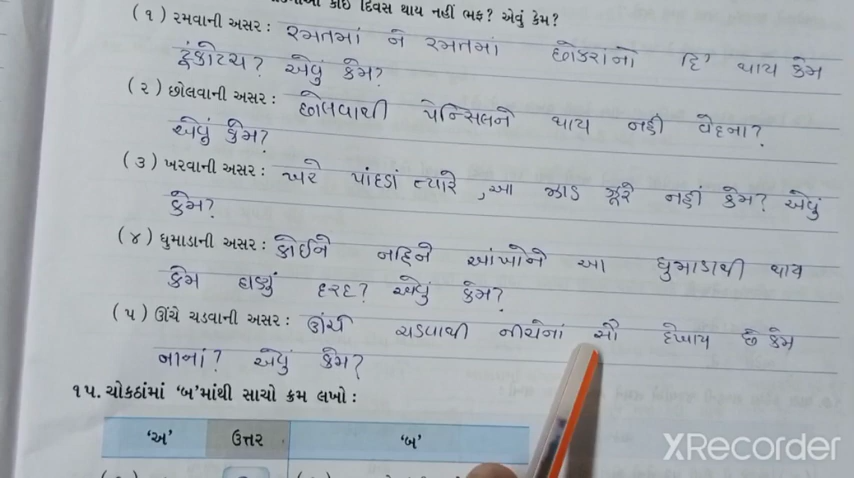 કોઇ દિવસ થાય નહીં ભફ? એવું કેમ?
(૧) રમવાની અસર: રમતમાં ને રમતમાં છોકરાંનો દિ' થાય કેમ
ટૂંકોટચ? એવું કેમ?
(૨) છોલવાની અસર: છોલવાથી પેન્સિલને થાય નહીં વેદના?
એવું કેમ?
(૩) ખરવાની અસર: ખરે પાંદડાં ત્યારે, આ ઝાડ ઝૂરે નહીં કેમ? એવું
કેમ?
(૪) ધુમાડાની અસર: કોઈને નહિને આંખોને આ ધુમાડાથી થાય
કેમ હાડ્યું દરદ? એવું કેમ?
(૫) ઊંચે ચડવાની અસર: ઊંચે ચડવાથી નીચેનાં સૌ દેખાય છે કેમ
નાનાં? એવું કેમ?
૧૫. ચોકઠાંમાં 'બ'માંથી સાચો ક્રમ લખો:
'અ' ઉત્તર 'બ'
XRecorder